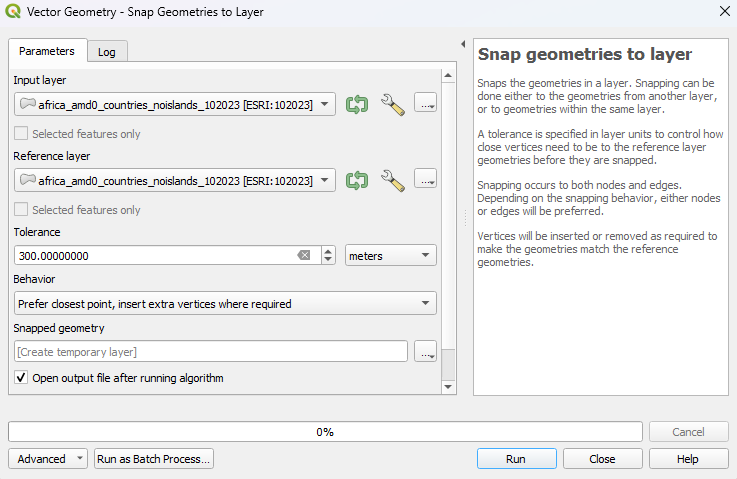 Vector Geometry - Snap Geometries to Layer
Parameters
Log
Input layer
africa_amd0_countries_noislands_102023 [ESRI:102023]
...
Selected features only
Reference layer
africa_amd0_countries_noislands_102023 [ESRI:102023]
...
Selected features only
Tolerance
300.00000000
meters
Behavior
Prefer closest point, insert extra vertices where required
Snapped geometry
[Create temporary layer]
...
Open output file after running algorithm
Snap geometries to layer
Snaps the geometries in a layer. Snapping can be
done either to the geometries from another layer,
or to geometries within the same layer.
A tolerance is specified in layer units to control how
close vertices need to be to the reference layer
geometries before they are snapped.
Snapping occurs to both nodes and edges.
Depending on the snapping behavior, either nodes
or edges will be preferred.
Vertices will be inserted or removed as required to
make the geometries match the reference
geometries.
0%
Cancel
Advanced
Run as Batch Process...
Run
Close
Help